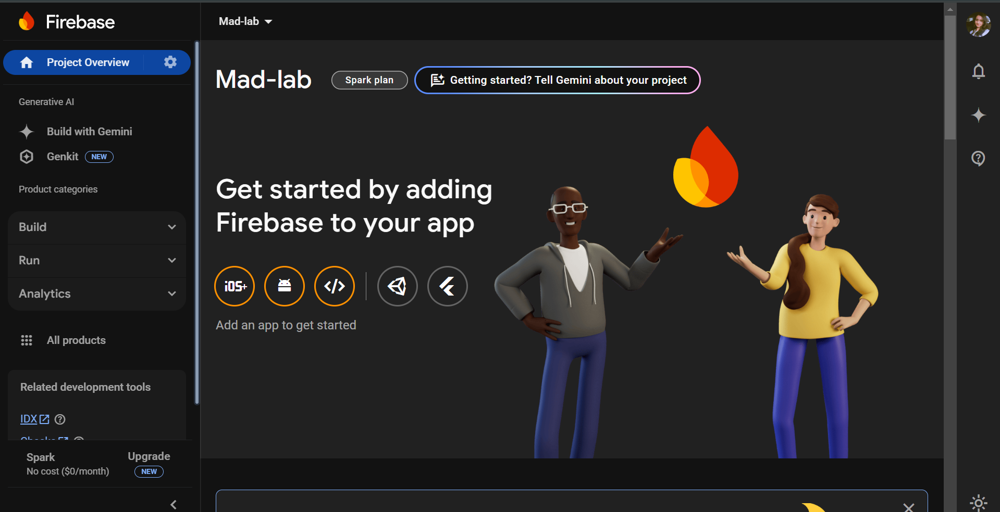 Firebase
Project Overview
Generative AI
Build with Gemini
Genkit NEW
Product categories
Build
Run
Analytics
All products
Related development tools
IDX
Checks
Spark
No cost ($0/month)
Upgrade
NEW
Mad-lab
Mad-lab
Spark plan
Getting started? Tell Gemini about your project
Get started by adding
Firebase to your app
iOS+
Add an app to get started